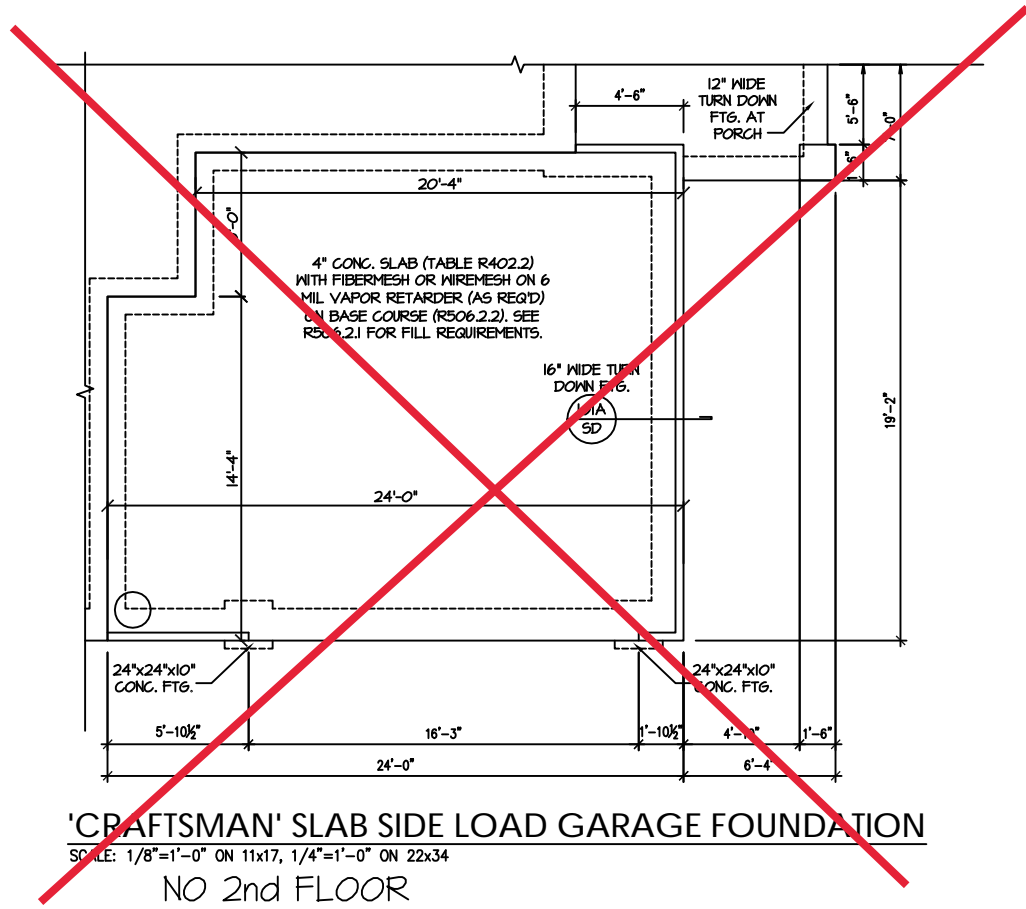 4'-6"
12" WIDE
TURN DOWN
FTG. AT
PORCH
5'-6"
20'-4"
4" CONC. SLAB (TABLE R402.2)
WITH FIBERMESH OR WIREMESH ON 6
MIL VAPOR RETARDER (AS REQ'D)
ON BASE COURSE (R506.2.2). SEE
R506.2.1 FOR FILL REQUIREMENTS.
16" WIDE TURN
DOWN FTG.
SD
19'-2"
14'-4"
24'-0"
24"x24"x10"
CONC. FTG.
24"x24"x10"
CONC. FTG.
5'-10½"
16'-3"
1'-10½"
1'-6"
24'-0"
'CRAFTSMAN' SLAB SIDE LOAD GARAGE FOUNDATION
SCALE: 1/8"=1'-0" ON 11x17, 1/4"=1'-0" ON 22x34
NO 2nd FLOOR